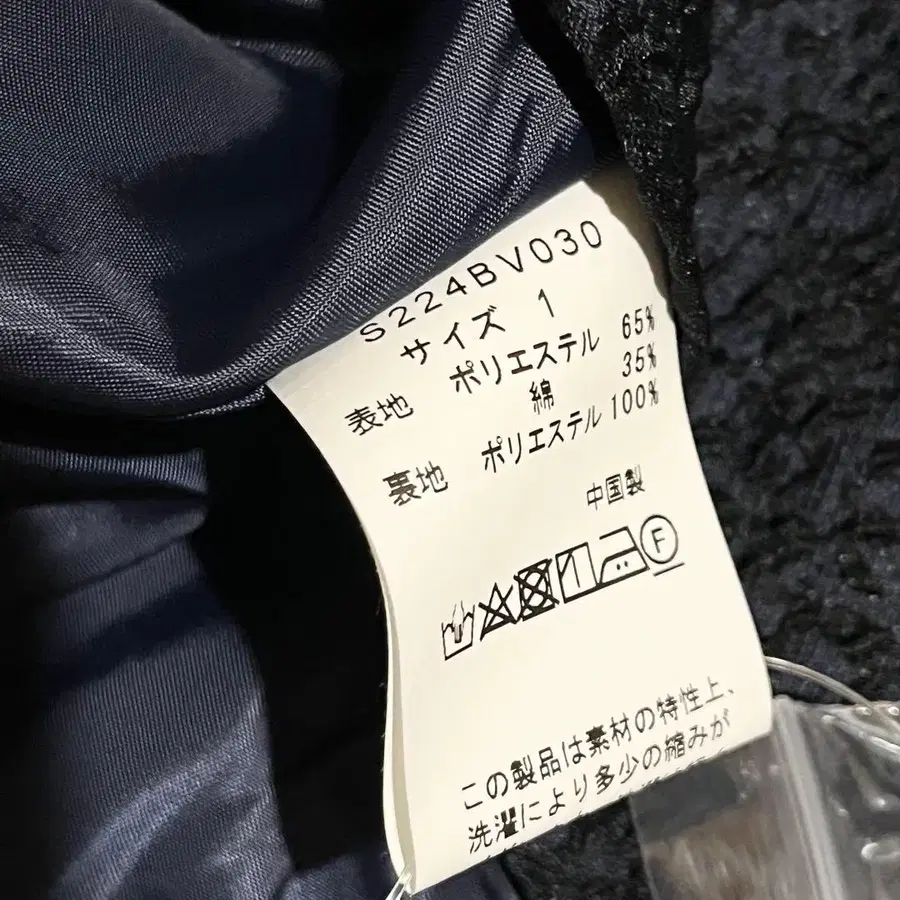 S224BV030
サイズ 1
表地 ポリエステル 65%
綿 35%
裏地 ポリエステル 100%
中国製
F
この製品は素材の特性上、
洗濯により多少の縮みが